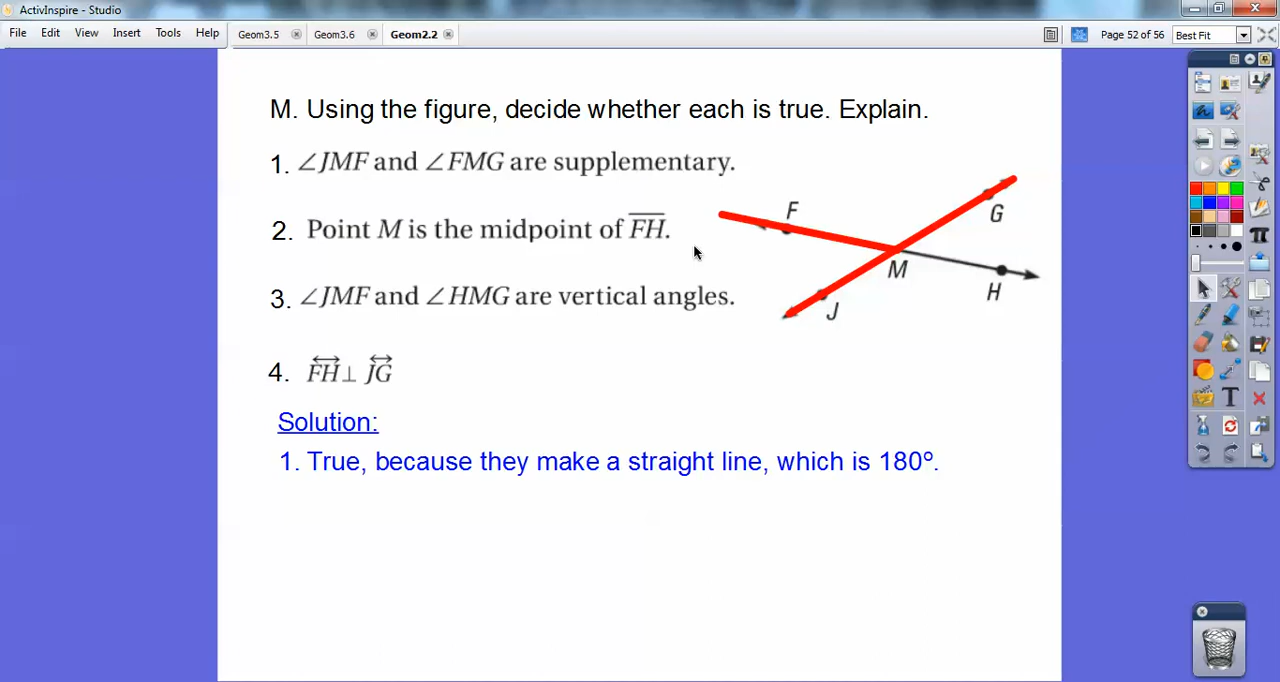 ActivInspire - Studio
File Edit View Insert Tools Help
Geom3.5 Geom3.6 Geom2.2
Page 52 of 56 Best Fit
M. Using the figure, decide whether each is true. Explain.
1. ∠JMF and ∠FMG are supplementary.
2. Point M is the midpoint of F̅H̅.
3. ∠JMF and ∠HMG are vertical angles.
4. F͟H ⊥ JG
F
G
M
H
J
Solution:
1. True, because they make a straight line, which is 180°.